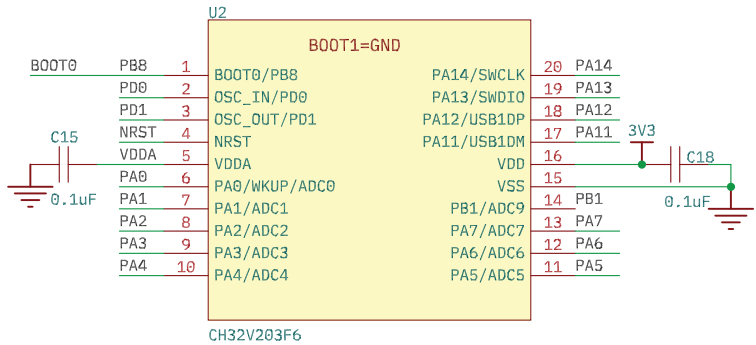 U2
BOOT1=GND
BOOT0 PB8 1 BOOT0/PB8 PA14/SWCLK 20 PA14
PD0 2 OSC_IN/PD0 PA13/SWDIO 19 PA13
PD1 3 OSC_OUT/PD1 PA12/USB1DP 18 PA12
C15 NRST 4 NRST PA11/USB1DM 17 PA11 3V3
VDDA 5 VDDA VDD 16 C18
PA0 6 PA0/WKUP/ADC0 VSS 15
0.1uF PA1 7 PA1/ADC1 PB1/ADC9 14 PB1 0.1uF
PA2 8 PA2/ADC2 PA7/ADC7 13 PA7
PA3 9 PA3/ADC3 PA6/ADC6 12 PA6
PA4 10 PA4/ADC4 PA5/ADC5 11 PA5
CH32V203F6